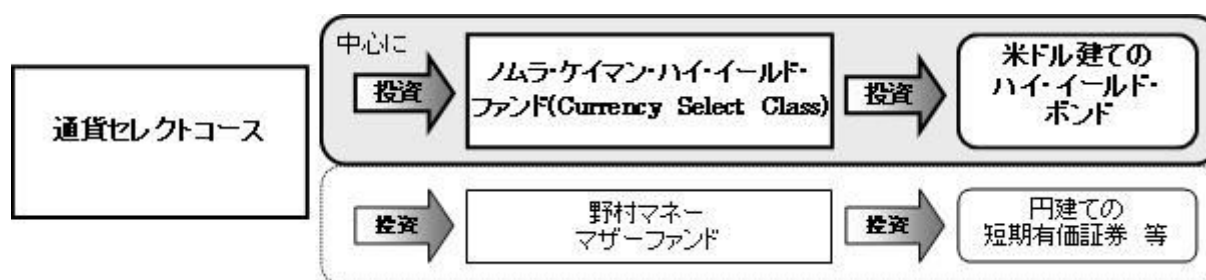 通貨セレクトコース
中心に
投資
ノムラ・ケイマン・ハイ・イールド・
ファンド(Currency Select Class)
投資
米ドル建ての
ハイ・イールド・
ボンド
投資
野村マネー
マザーファンド
投資
円建ての
短期有価証券 等